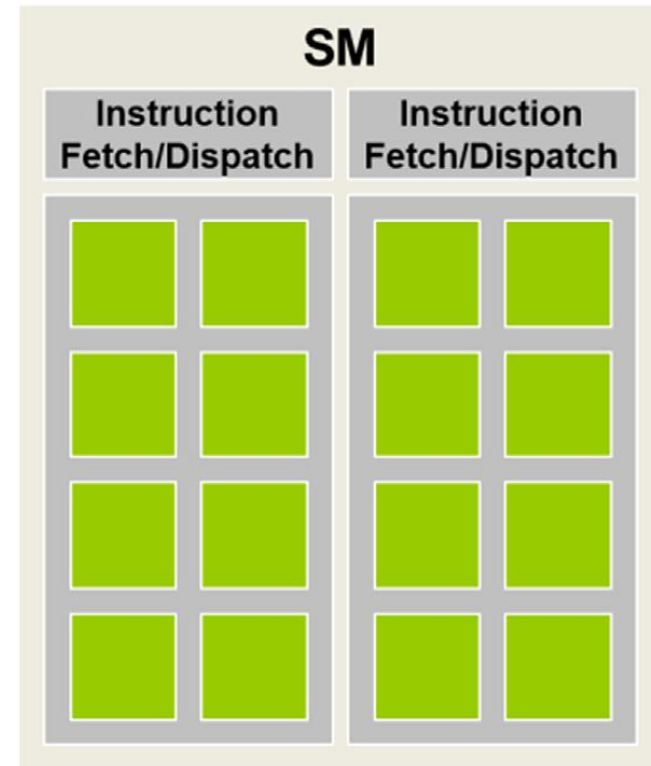 SM
Instruction
Fetch/Dispatch
Instruction
Fetch/Dispatch